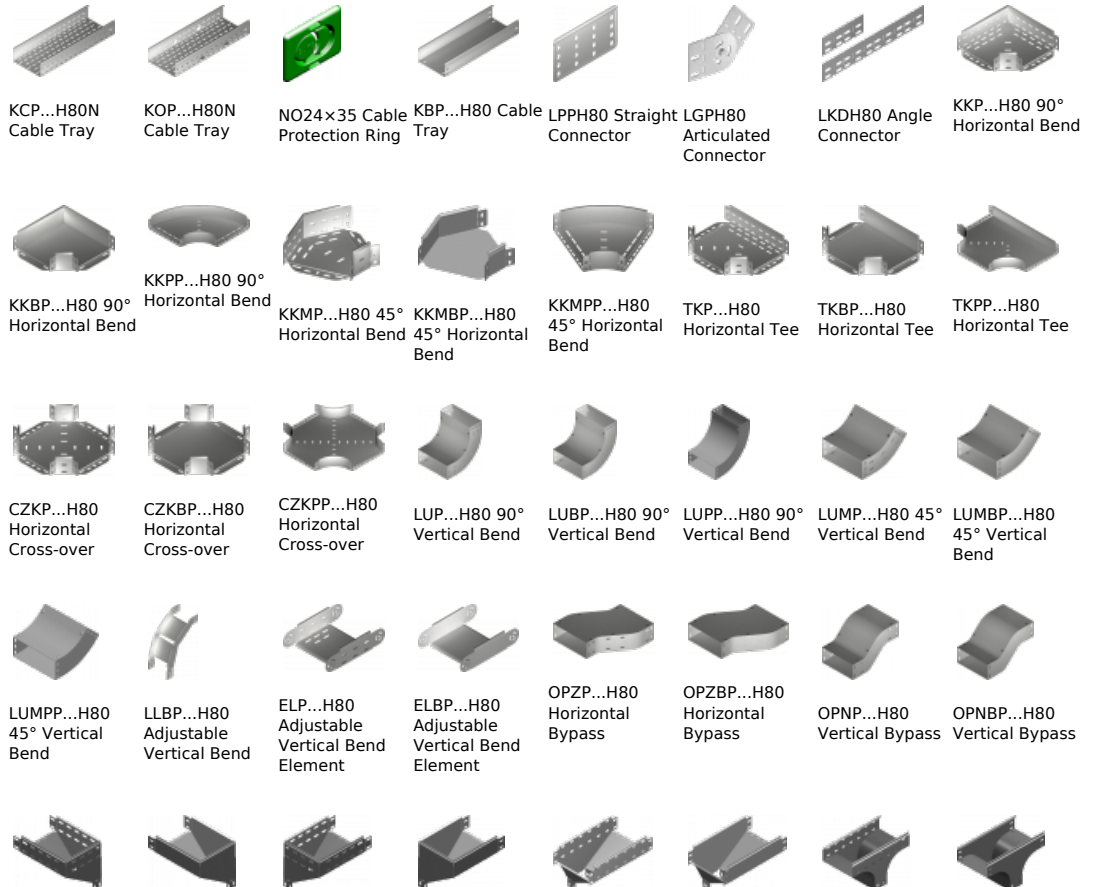 KCP...H80N
Cable Tray
KOP...H80N
Cable Tray
NO24×35 Cable
Protection Ring
KBP...H80 Cable
Tray
LPPH80 Straight
Connector
LGPH80
Articulated
Connector
LKDH80 Angle
Connector
KKP...H80 90°
Horizontal Bend
KKBP...H80 90°
Horizontal Bend
KKPP...H80 90°
Horizontal Bend
KKMP...H80 45°
Horizontal Bend
KKMBP...H80
45° Horizontal
Bend
KKMPP...H80
45° Horizontal
Bend
TKP...H80
Horizontal Tee
TKBP...H80
Horizontal Tee
TKPP...H80
Horizontal Tee
CZKP...H80
Horizontal
Cross-over
CZKBP...H80
Horizontal
Cross-over
CZKPP...H80
Horizontal
Cross-over
LUP...H80 90°
Vertical Bend
LUBP...H80 90°
Vertical Bend
LUPP...H80 90°
Vertical Bend
LUMP...H80 45°
Vertical Bend
LUMBP...H80
45° Vertical
Bend
LUMPP...H80
45° Vertical
Bend
LLBP...H80
Adjustable
Vertical Bend
ELP...H80
Adjustable
Vertical Bend
Element
ELBP...H80
Adjustable
Vertical Bend
Element
OPZP...H80
Horizontal
Bypass
OPZBP...H80
Horizontal
Bypass
OPNP...H80
Vertical Bypass
OPNBP...H80
Vertical Bypass